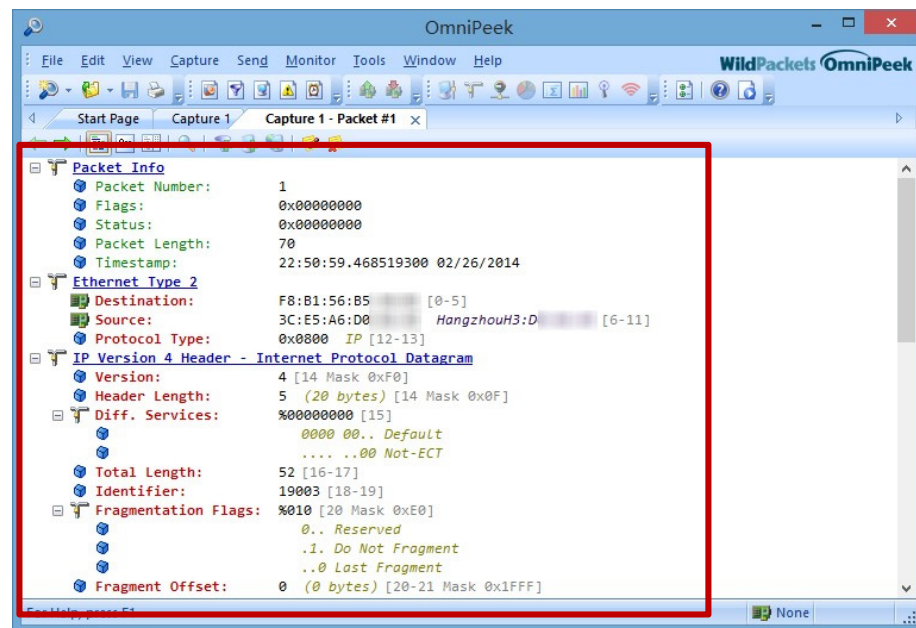 OmniPeek
File Edit View Capture Send Monitor Tools Window Help
WildPackets OmniPeek
Start Page Capture 1 Capture 1 - Packet #1
Packet Info
Packet Number: 1
Flags: 0x00000000
Status: 0x00000000
Packet Length: 70
Timestamp: 22:50:59.468519300 02/26/2014
Ethernet Type 2
Destination: F8:B1:56:B5 [0-5]
Source: 3C:E5:A6:D0 HangzhouH3:D [6-11]
Protocol Type: 0x0800 IP [12-13]
IP Version 4 Header - Internet Protocol Datagram
Version: 4 [14 Mask 0xF0]
Header Length: 5 (20 bytes) [14 Mask 0x0F]
Diff. Services: %00000000 [15]
0000 00.. Default
.... ..00 Not-ECT
Total Length: 52 [16-17]
Identifier: 19003 [18-19]
Fragmentation Flags: %010 [20 Mask 0xE0]
0.. Reserved
.1. Do Not Fragment
..0 Last Fragment
Fragment Offset: 0 (0 bytes) [20-21 Mask 0x1FFF]
For Help, press F1
None